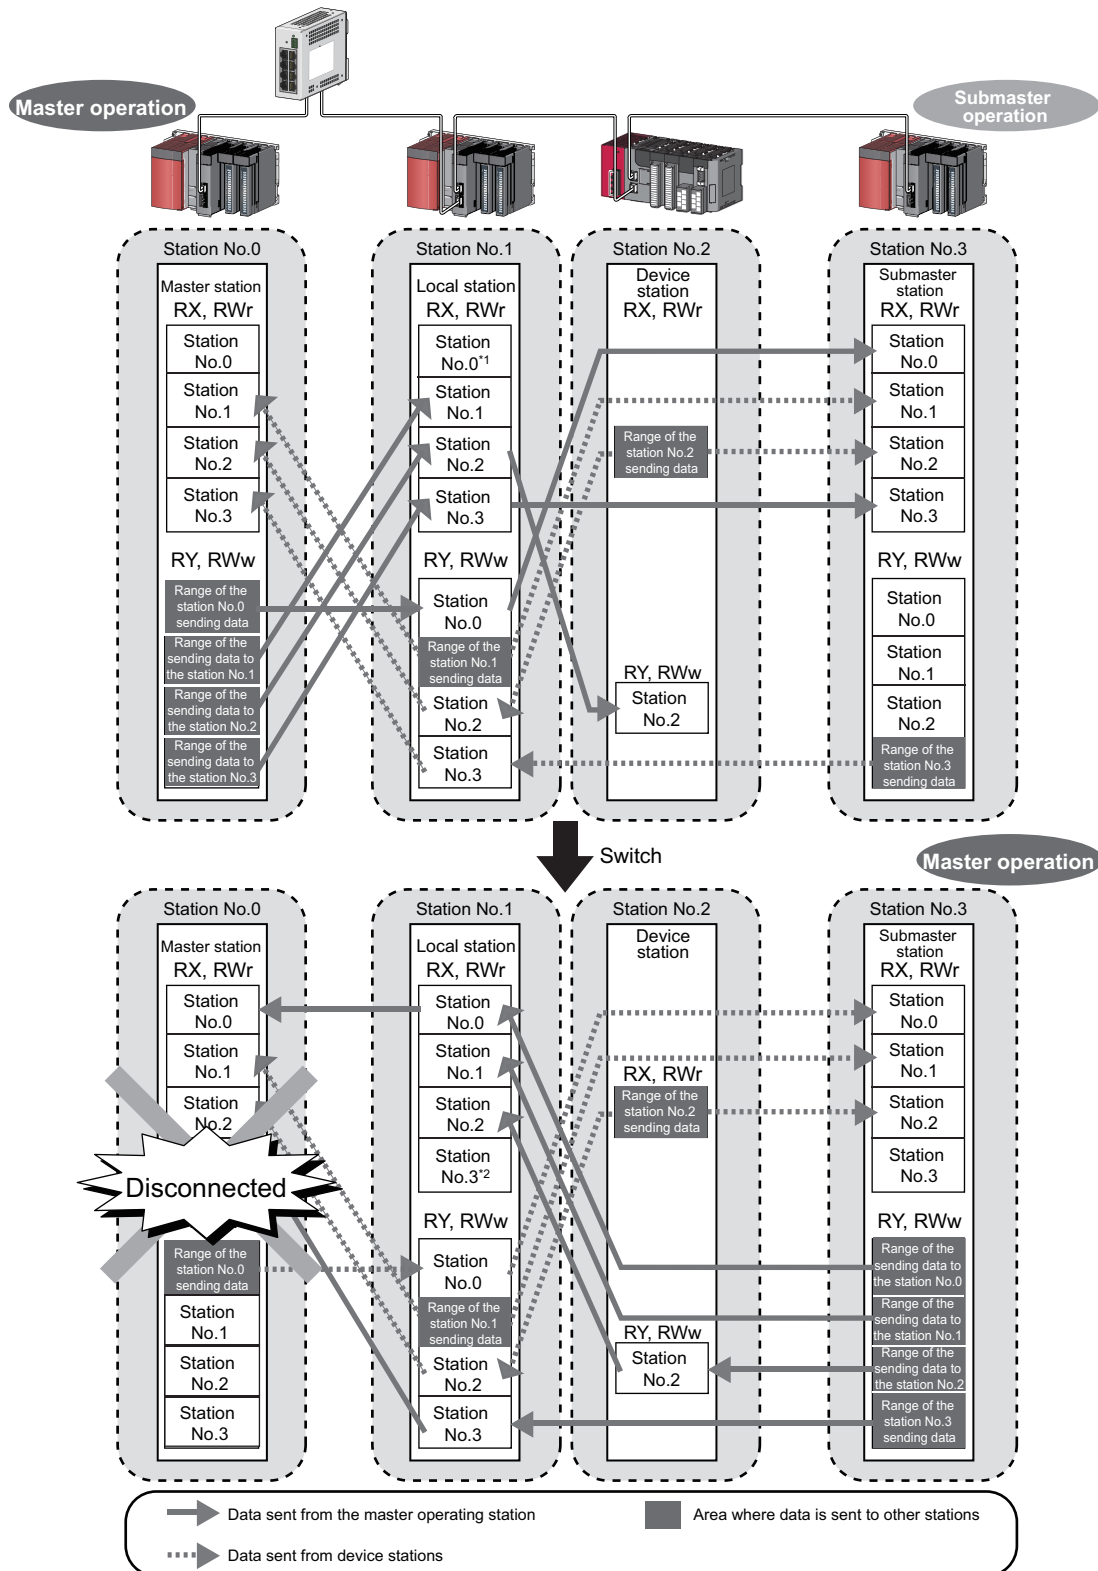 Master operation
Submaster
operation
Station No.0
Master station
RX, RWr
Station
No.0
Station
No.1
Station
No.2
Station
No.3
RY, RWw
Range of the
station No.0
sending data
Range of the
sending data to
the station No.1
Range of the
sending data to
the station No.2
Range of the
sending data to
the station No.3
Station No.1
Local station
RX, RWr
Station
No.0*1
Station
No.1
Station
No.2
Station
No.3
RY, RWw
Station
No.0
Range of the
station No.1
sending data
Station
No.2
Station
No.3
Station No.2
Device
station
RX, RWr
Range of the
station No.2
sending data
RY, RWw
Station
No.2
Station No.3
Submaster
station
RX, RWr
Station
No.0
Station
No.1
Station
No.2
Station
No.3
RY, RWw
Station
No.0
Station
No.1
Station
No.2
Range of the
station No.3
sending data
Switch
Master operation
Station No.0
Master station
RX, RWr
Station
No.0
Station
No.1
Station
No.2
Disconnected
Range of the
station No.0
sending data
Station
No.1
Station
No.2
Station
No.3
Station No.1
Local station
RX, RWr
Station
No.0
Station
No.1
Station
No.2
Station
No.3*2
RY, RWw
Station
No.0
Range of the
station No.1
sending data
Station
No.2
Station
No.3
Station No.2
Device
station
RX, RWr
Range of the
station No.2
sending data
RY, RWw
Station
No.2
Station No.3
Submaster
station
RX, RWr
Station
No.0
Station
No.1
Station
No.2
Station
No.3
RY, RWw
Range of the
sending data to
the station No.0
Range of the
sending data to
the station No.1
Range of the
sending data to
the station No.2
Range of the
station No.3
sending data
Data sent from the master operating station
Area where data is sent to other stations
Data sent from device stations